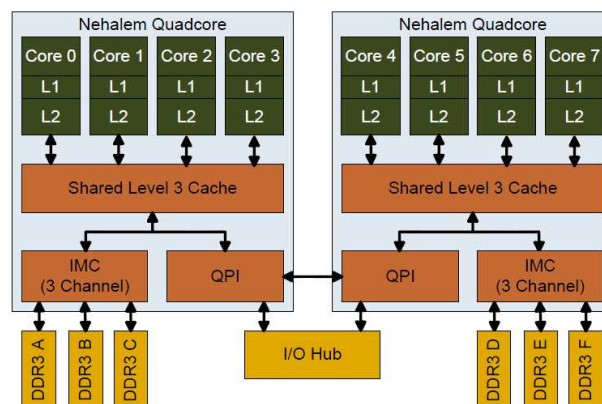 Nehalem Quadcore
Nehalem Quadcore
Core 0 Core 1 Core 2 Core 3
Core 4 Core 5 Core 6 Core 7
L1 L1 L1 L1
L1 L1 L1 L1
L2 L2 L2 L2
L2 L2 L2 L2
Shared Level 3 Cache
Shared Level 3 Cache
IMC
(3 Channel)
QPI
QPI
IMC
(3 Channel)
DDR3 A
DDR3 B
DDR3 C
I/O Hub
DDR3 D
DDR3 E
DDR3 F